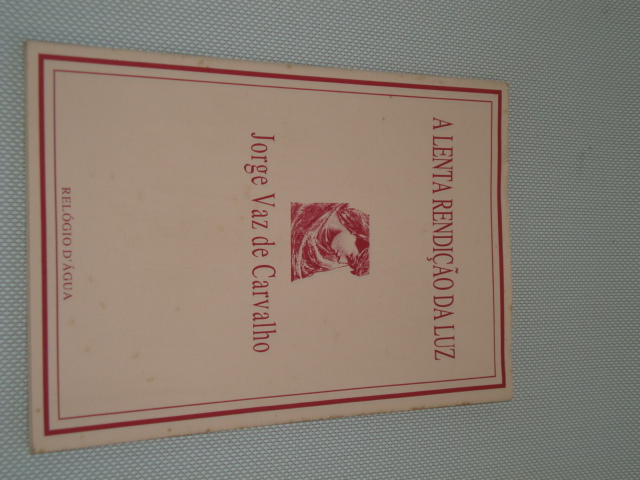 A LENTA RENDIÇÃO DA LUZ
Jorge Vaz de Carvalho
RELÓGIO D'ÁGUA